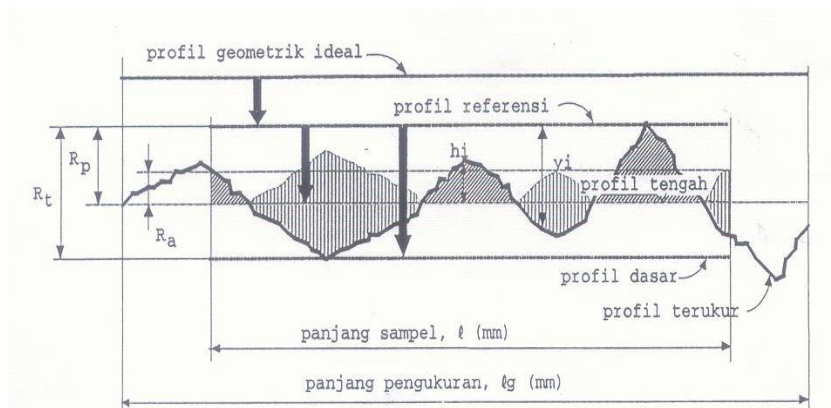 profil geometrik ideal
profil referensi
Rp
hi
yi
profil tengah
Rt
Ra
profil dasar
profil terukur
panjang sampel, ℓ (mm)
panjang pengukuran, ℓg (mm)